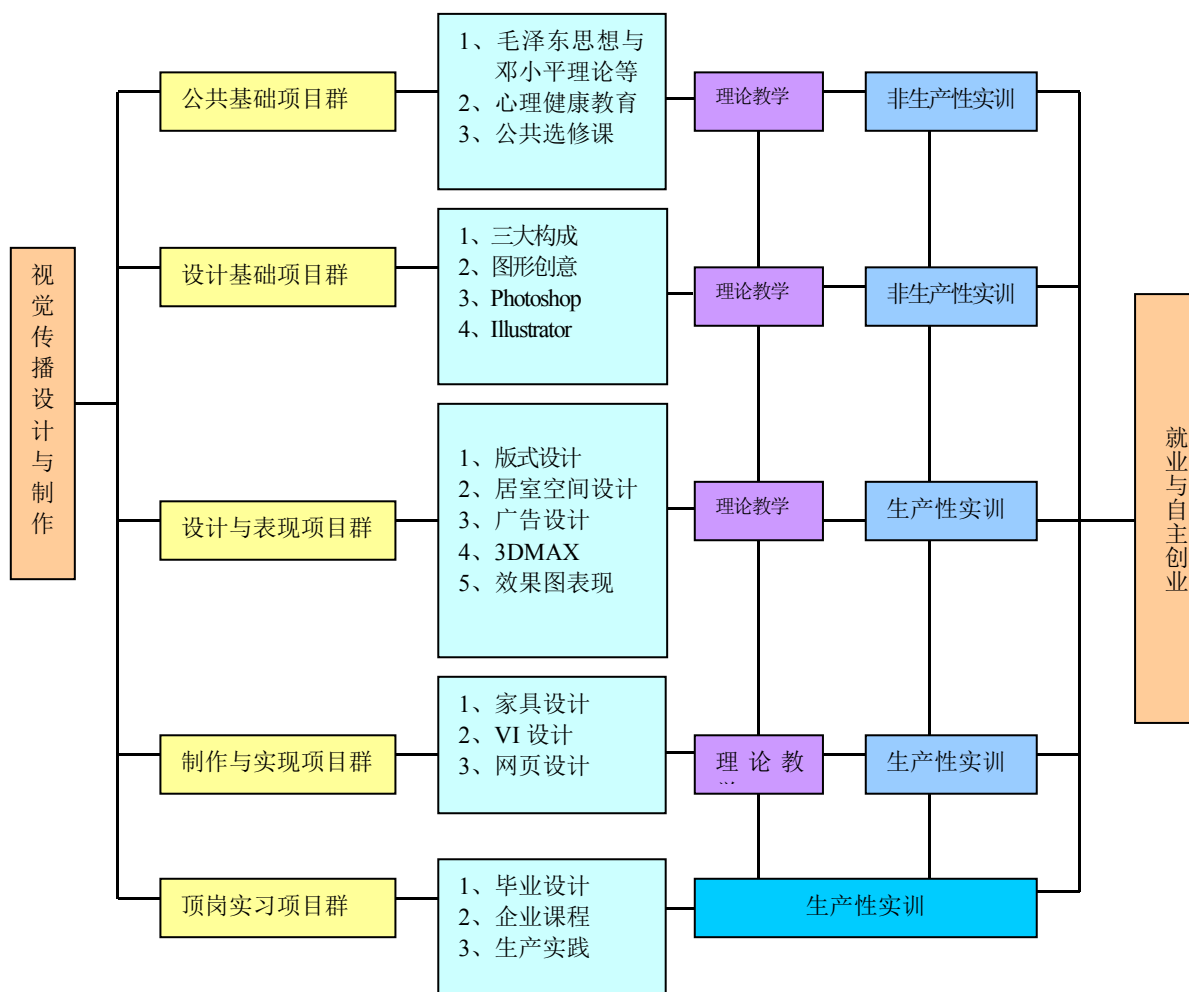 视觉传播设计与制作
公共基础项目群
1、毛泽东思想与
邓小平理论等
2、心理健康教育
3、公共选修课
理论教学
非生产性实训
设计基础项目群
1、三大构成
2、图形创意
3、Photoshop
4、Illustrator
理论教学
非生产性实训
设计与表现项目群
1、版式设计
2、居室空间设计
3、广告设计
4、3DMAX
5、效果图表现
理论教学
生产性实训
制作与实现项目群
1、家具设计
2、VI 设计
3、网页设计
理论教
生产性实训
顶岗实习项目群
1、毕业设计
2、企业课程
3、生产实践
生产性实训
就业与自主创业